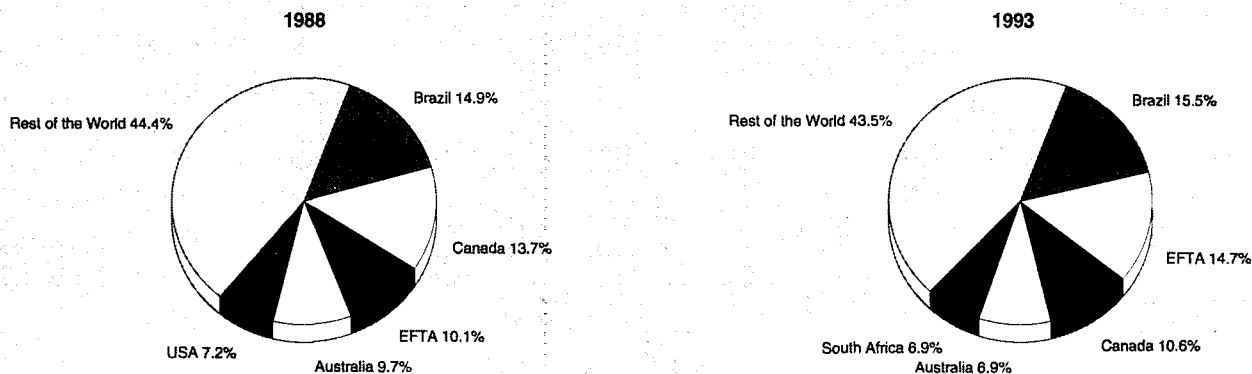 1988
Brazil 14.9%
Rest of the World 44.4%
Canada 13.7%
EFTA 10.1%
USA 7.2%
Australia 9.7%
1993
Brazil 15.5%
Rest of the World 43.5%
EFTA 14.7%
Canada 10.6%
South Africa 6.9%
Australia 6.9%